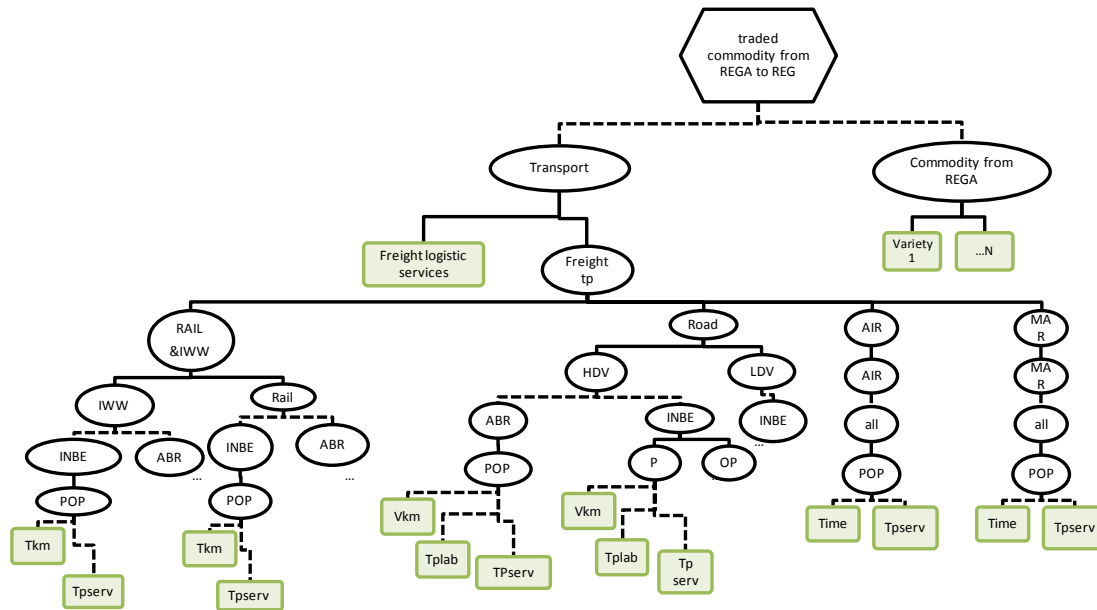 traded
commodity from
REGA to REG
Transport
Commodity from
REGA
Freight logistic
services
Freight
tp
Variety
1
...N
RAIL
&IWW
Road
AIR
MA
R
IWW
Rail
HDV
LDV
AIR
MA
R
INBE
ABR
...
INBE
ABR
...
ABR
INBE
...
INBE
all
all
POP
POP
POP
P
OP
POP
POP
Tkm
Tpserv
Tkm
Tpserv
Vkm
Tplab
TPserv
Vkm
Tplab
Tp
serv
Time
Tpserv
Time
Tpserv